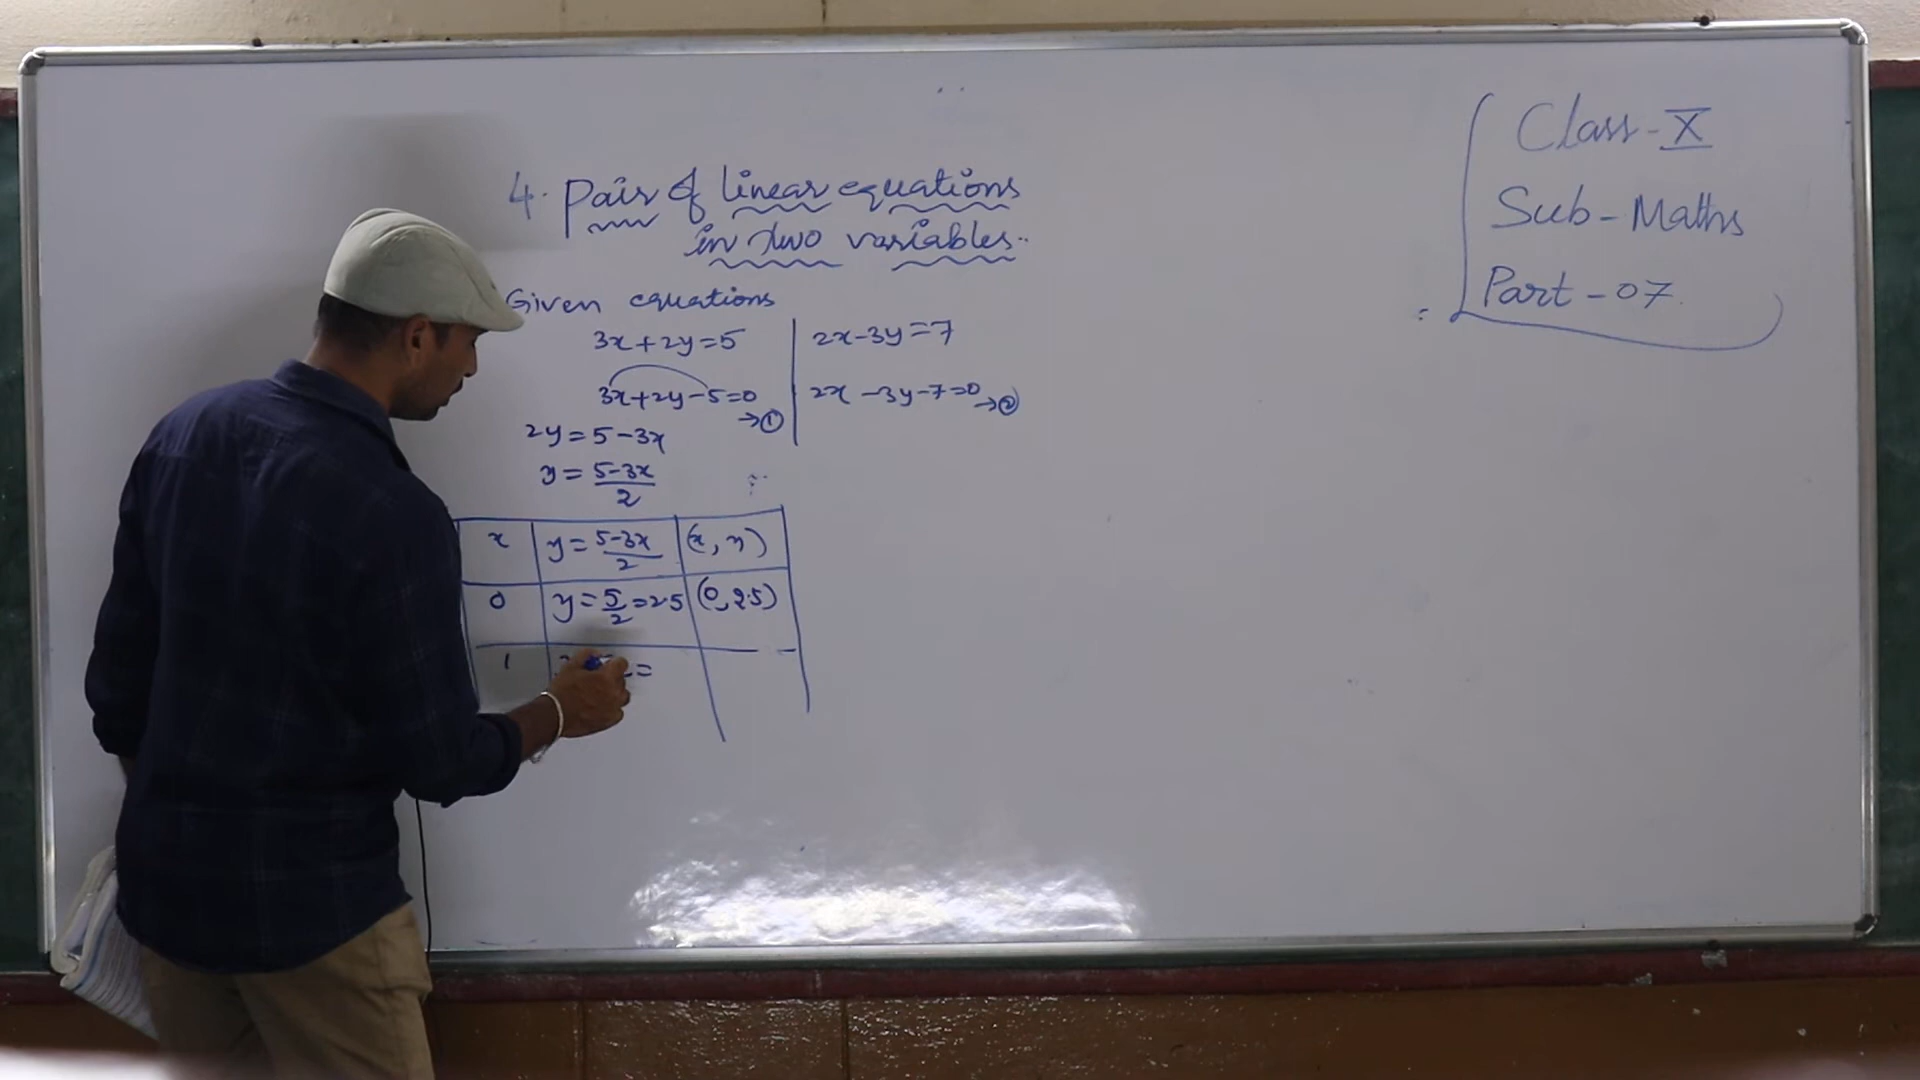 4. Pair of linear equations
in two variables..
Given equations
3x+2y=5
3x+2y-5=0
→①
2x-3y=7
2x-3y-7=0
→②
2y=5-3x
y=5-3x/2
x y=5-3x/2 (x, y)
0 y=5/2=2.5 (0,2.5)
1 =
Class-X
Sub-Maths
Part-07